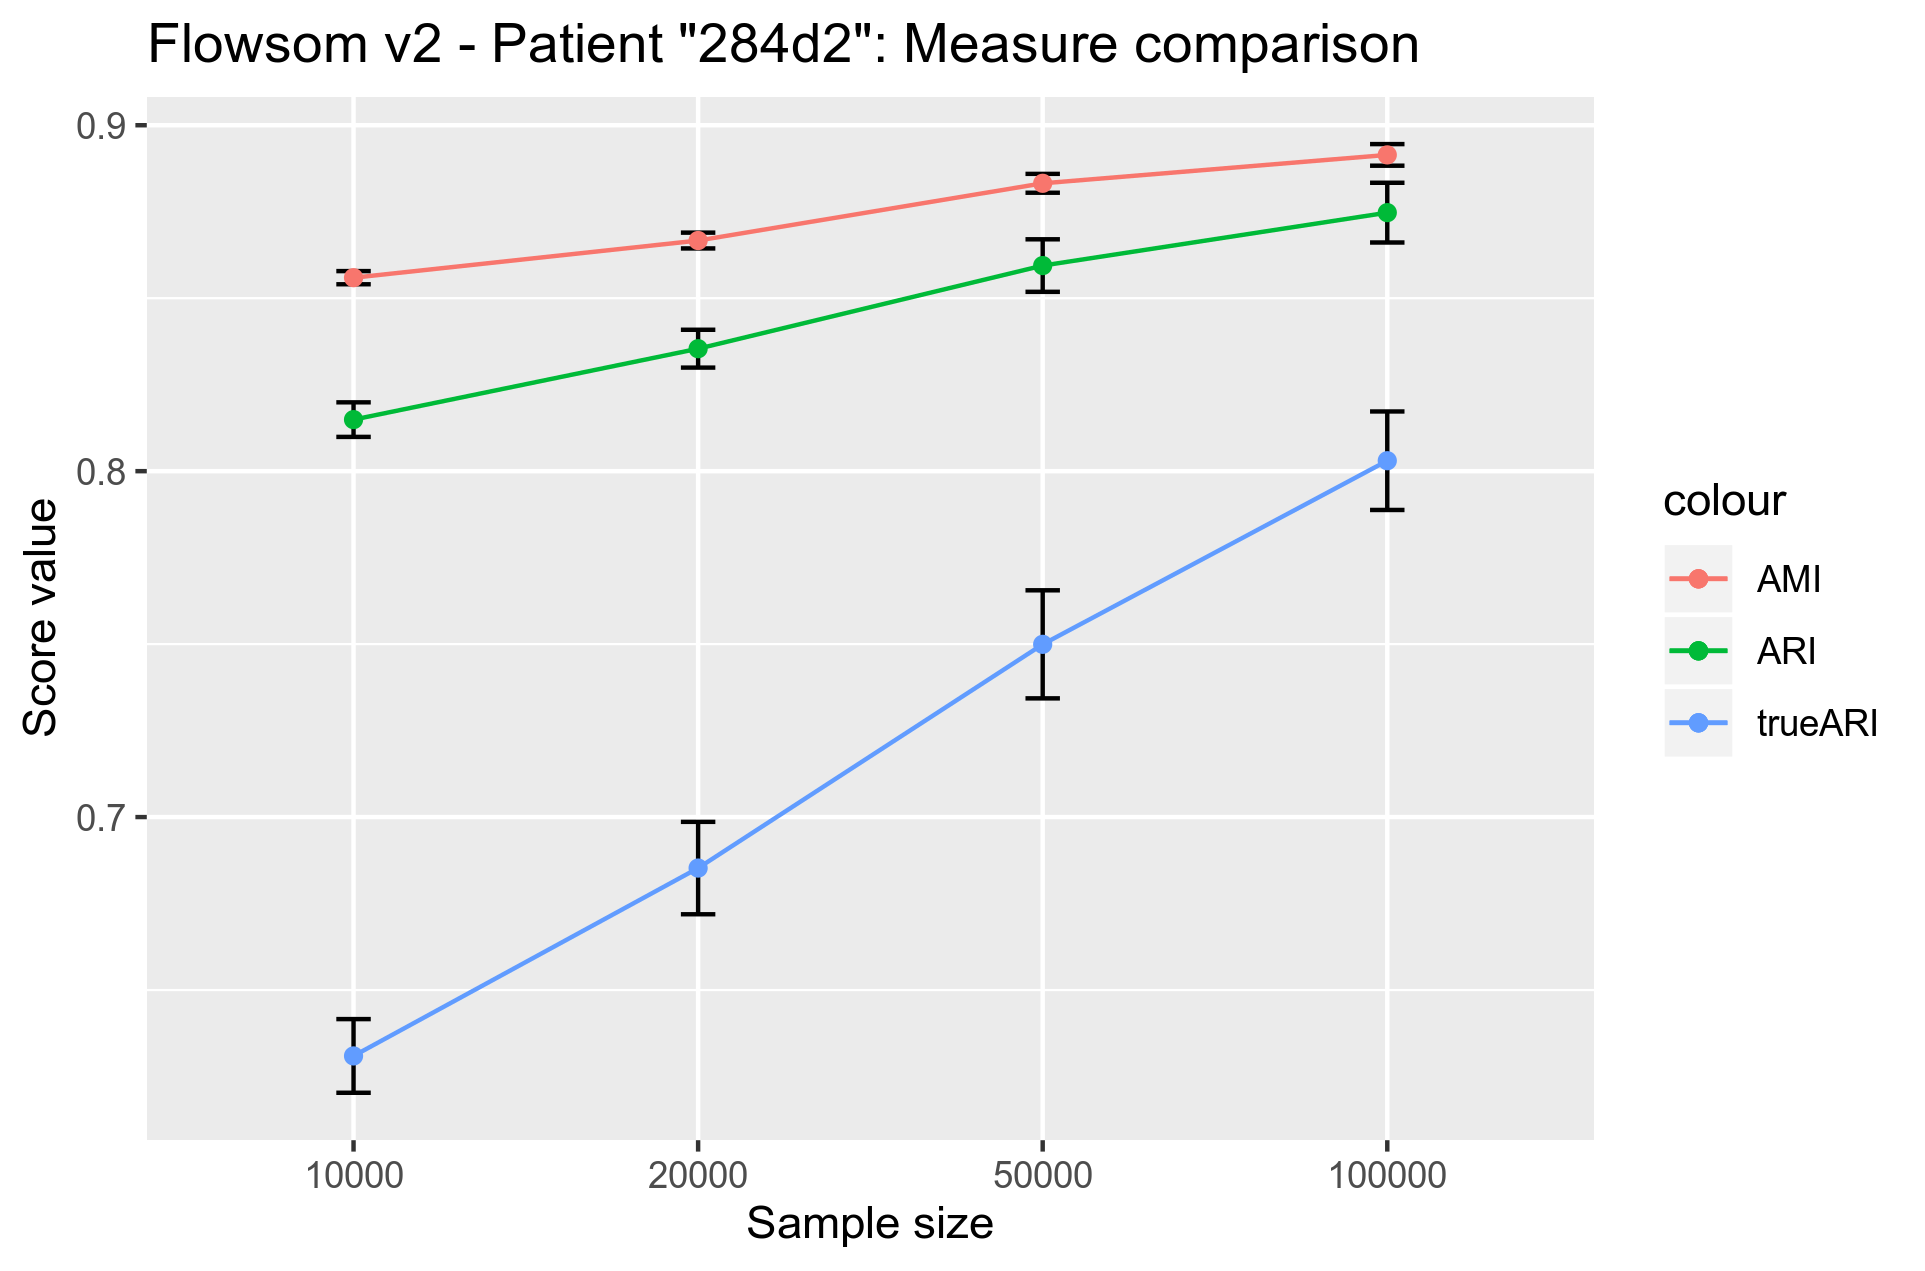 Flowsom v2 - Patient "284d2": Measure comparison
0.9
0.8
0.7
Score value
10000
20000
50000
100000
Sample size
colour
AMI
ARI
trueARI